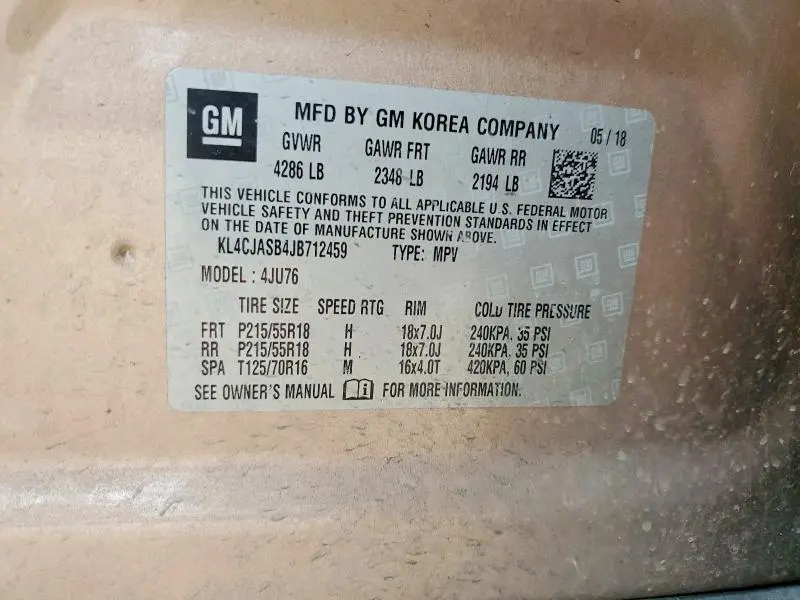 GM
MFD BY GM KOREA COMPANY 05 / 18
GVWR GAWR FRT GAWR RR
4286 LB 2348 LB 2194 LB
THIS VEHICLE CONFORMS TO ALL APPLICABLE U.S. FEDERAL MOTOR
VEHICLE SAFETY AND THEFT PREVENTION STANDARDS IN EFFECT
ON THE DATE OF MANUFACTURE SHOWN ABOVE.
KL4CJASB4JB712459 TYPE: MPV
MODEL : 4JU76
TIRE SIZE SPEED RTG RIM COLD TIRE PRESSURE
FRT P215/55R18 H 18x7.0J 240KPA, 35 PSI
RR P215/55R18 H 18x7.0J 240KPA, 35 PSI
SPA T125/70R16 M 16x4.0T 420KPA, 60 PSI
SEE OWNER'S MANUAL i FOR MORE INFORMATION.